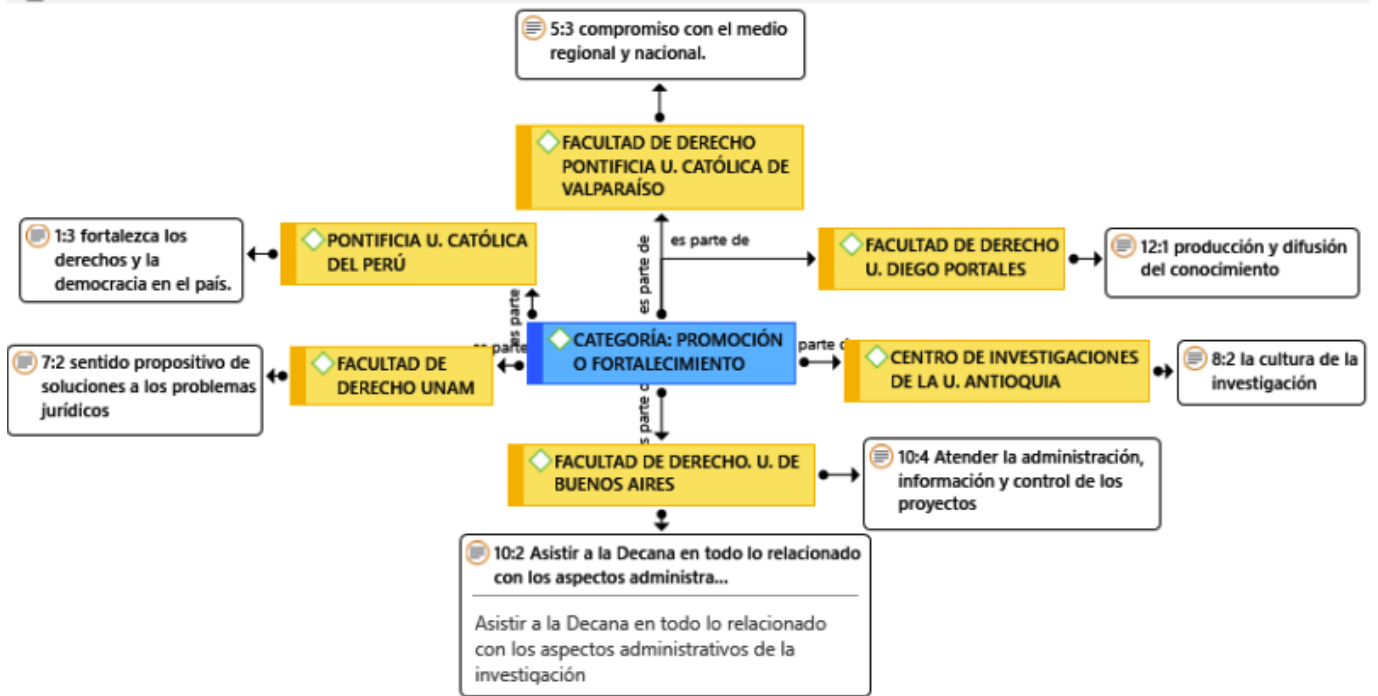 5:3 compromiso con el medio
regional y nacional.
FACULTAD DE DERECHO
PONTIFICIA U. CATÓLICA DE
VALPARAÍSO
1:3 fortalezca los
derechos y la
democracia en el país.
PONTIFICIA U. CATÓLICA
DEL PERÚ
es parte de
es parte de
FACULTAD DE DERECHO
U. DIEGO PORTALES
12:1 producción y difusión
del conocimiento
es parte
7:2 sentido propositivo de
soluciones a los problemas
jurídicos
FACULTAD DE
DERECHO UNAM
es parte
CATEGORÍA: PROMOCIÓN
O FORTALECIMIENTO
parte d
CENTRO DE INVESTIGACIONES
DE LA U. ANTIOQUIA
8:2 la cultura de la
investigación
s parte d
FACULTAD DE DERECHO. U. DE
BUENOS AIRES
10:4 Atender la administración,
información y control de los
proyectos
10:2 Asistir a la Decana en todo lo relacionado
con los aspectos administra...
Asistir a la Decana en todo lo relacionado
con los aspectos administrativos de la
investigación